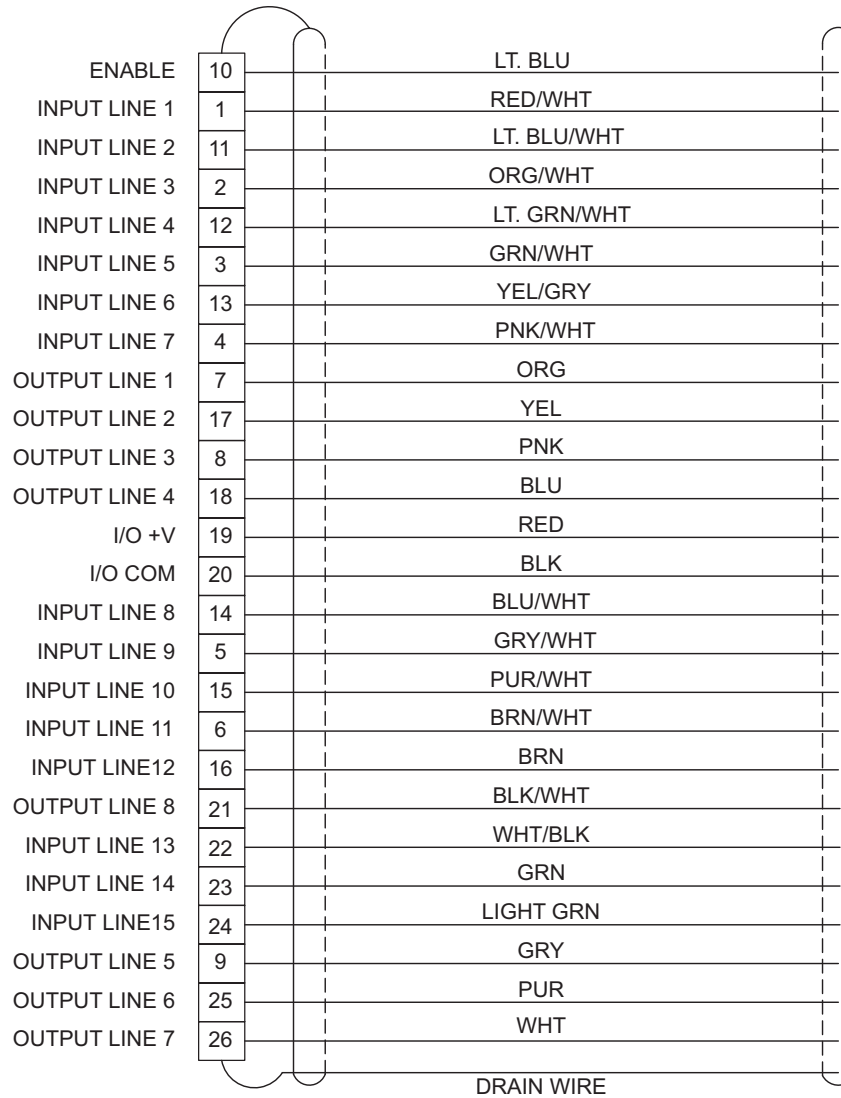 ENABLE 10 LT. BLU
INPUT LINE 1 1 RED/WHT
INPUT LINE 2 11 LT. BLU/WHT
INPUT LINE 3 2 ORG/WHT
INPUT LINE 4 12 LT. GRN/WHT
INPUT LINE 5 3 GRN/WHT
INPUT LINE 6 13 YEL/GRY
INPUT LINE 7 4 PNK/WHT
OUTPUT LINE 1 7 ORG
OUTPUT LINE 2 17 YEL
OUTPUT LINE 3 8 PNK
OUTPUT LINE 4 18 BLU
I/O +V 19 RED
I/O COM 20 BLK
INPUT LINE 8 14 BLU/WHT
INPUT LINE 9 5 GRY/WHT
INPUT LINE 10 15 PUR/WHT
INPUT LINE 11 6 BRN/WHT
INPUT LINE12 16 BRN
OUTPUT LINE 8 21 BLK/WHT
INPUT LINE 13 22 WHT/BLK
INPUT LINE 14 23 GRN
INPUT LINE15 24 LIGHT GRN
OUTPUT LINE 5 9 GRY
OUTPUT LINE 6 25 PUR
OUTPUT LINE 7 26 WHT
DRAIN WIRE